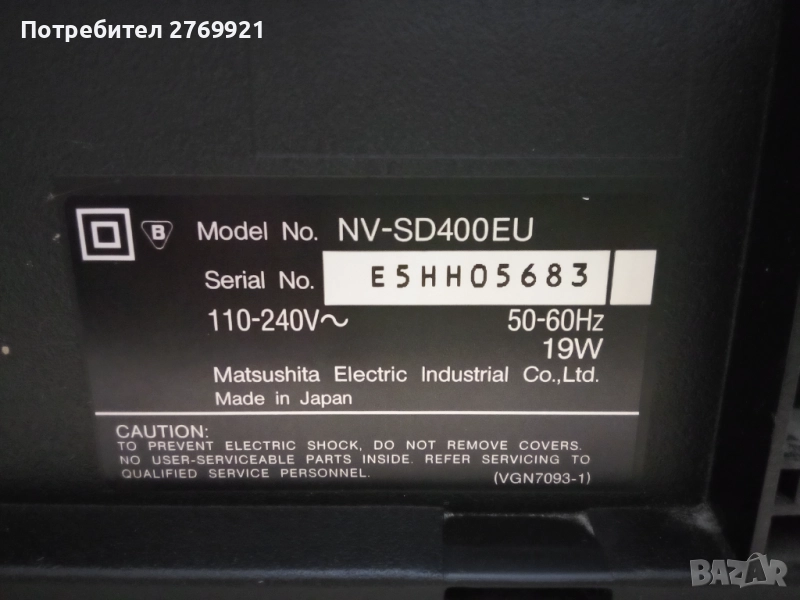 Потребител 2769921
B Model No. NV-SD400EU
Serial No. E5HH05683
110-240V~ 50-60Hz
19W
Matsushita Electric Industrial Co.,Ltd.
Made in Japan
CAUTION:
TO PREVENT ELECTRIC SHOCK, DO NOT REMOVE COVERS.
NO USER-SERVICEABLE PARTS INSIDE. REFER SERVICING TO
QUALIFIED SERVICE PERSONNEL. (VGN7093-1)
BAZAR